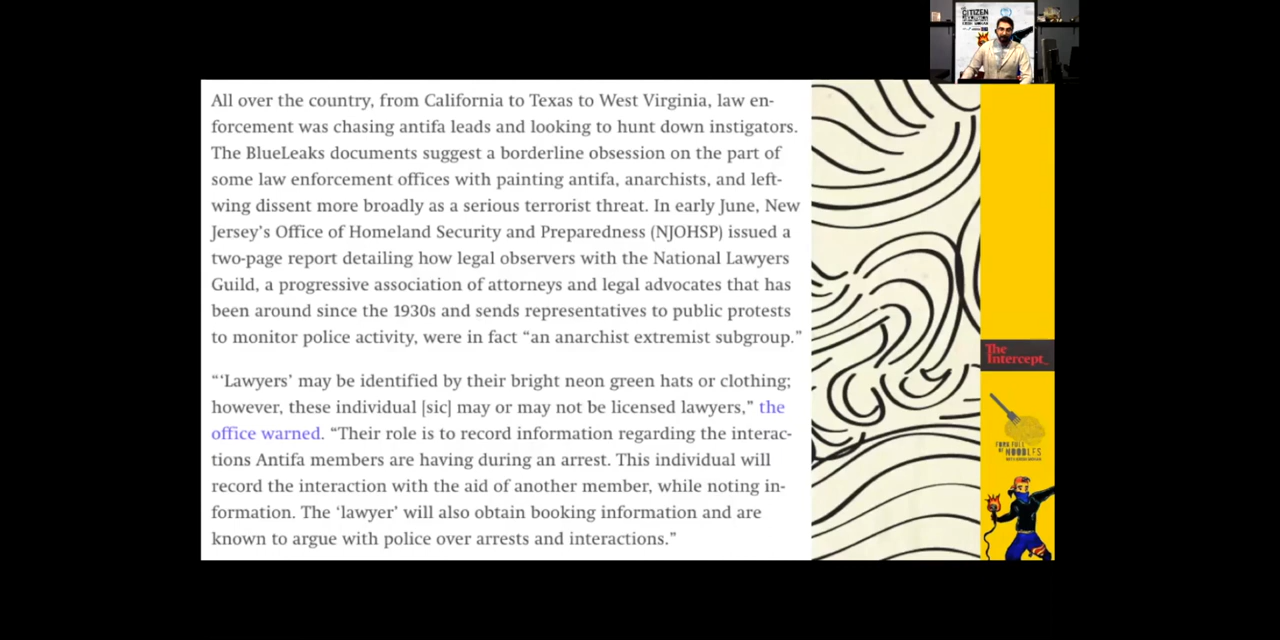 THE
CITIZEN
REVOLUTION
All over the country, from California to Texas to West Virginia, law en-
forcement was chasing antifa leads and looking to hunt down instigators.
The BlueLeaks documents suggest a borderline obsession on the part of
some law enforcement offices with painting antifa, anarchists, and left-
wing dissent more broadly as a serious terrorist threat. In early June, New
Jersey’s Office of Homeland Security and Preparedness (NJOHSP) issued a
two-page report detailing how legal observers with the National Lawyers
Guild, a progressive association of attorneys and legal advocates that has
been around since the 1930s and sends representatives to public protests
to monitor police activity, were in fact “an anarchist extremist subgroup.”
“‘Lawyers’ may be identified by their bright neon green hats or clothing;
however, these individual [sic] may or may not be licensed lawyers,” the
office warned. “Their role is to record information regarding the interac-
tions Antifa members are having during an arrest. This individual will
record the interaction with the aid of another member, while noting in-
formation. The ‘lawyer’ will also obtain booking information and are
known to argue with police over arrests and interactions.”
The
Intercept_
FORK FULL
OF NOODLES